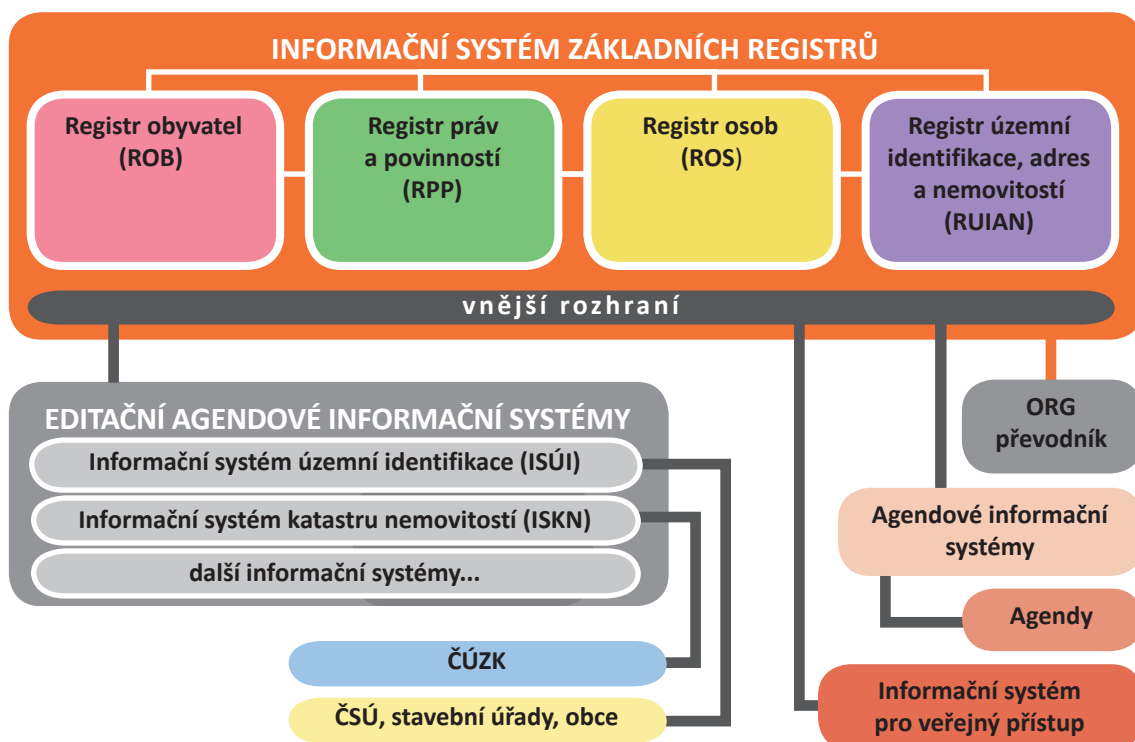 INFORMAČNÍ SYSTÉM ZÁKLADNÍCH REGISTRŮ
Registr obyvatel
(ROB)
Registr práv
a povinností
(RPP)
Registr osob
(ROS)
Registr územní
identifikace, adres
a nemovitostí
(RUIAN)
vnější rozhraní
EDITAČNÍ AGENDOVÉ INFORMAČNÍ SYSTÉMY
Informační systém územní identifikace (ISÚI)
Informační systém katastru nemovitostí (ISKN)
další informační systémy...
ČÚZK
ČSÚ, stavební úřady, obce
ORG
převodník
Agendové informační
systémy
Agendy
Informační systém
pro veřejný přístup